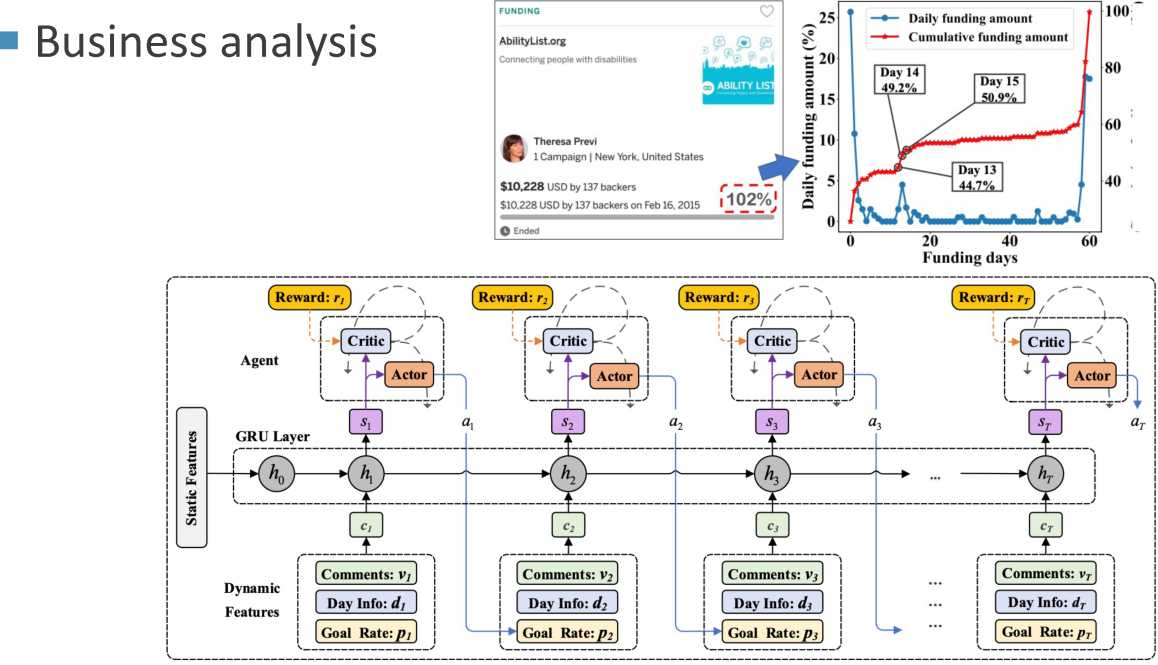 Business analysis
FUNDING
AbilityList.org
Connecting people with disabilities
ABILITY LIST
Theresa Previ
1 Campaign | New York, United States
$10,228 USD by 137 backers
$10,228 USD by 137 backers on Feb 16, 2015
102%
Ended
Daily funding amount (%)
25
20
15
10
5
0
Daily funding amount
Cumulative funding amount
Day 14
49.2%
Day 15
50.9%
Day 13
44.7%
100
80
60
40
0
20
40
60
Funding days
Reward: r1
Reward: r2
Reward: r3
Reward: rT
Critic
Critic
Critic
Critic
Agent
Actor
Actor
Actor
Actor
s1
a1
s2
a2
s3
a3
sT
aT
GRU Layer
Static Features
h0
h1
h2
h3
...
hT
c1
c2
c3
cT
Dynamic
Features
Comments: v1
Comments: v2
Comments: v3
...
Comments: vT
Day Info: d1
Day Info: d2
Day Info: d3
...
Day Info: dT
Goal Rate: p1
Goal Rate: p2
Goal Rate: p3
...
Goal Rate: pT